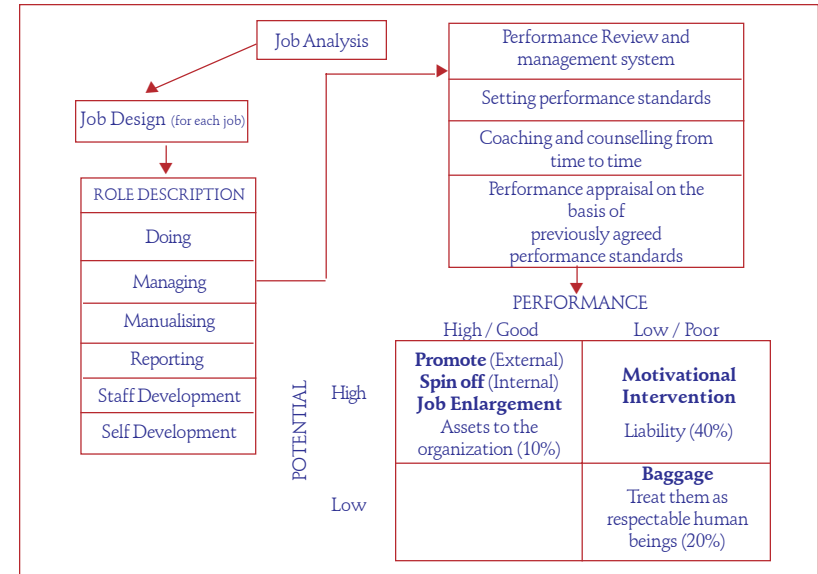 Job Analysis
Job Design (for each job)
ROLE DESCRIPTION
Doing
Managing
Manualising
Reporting
Staff Development
Self Development
Performance Review and
management system
Setting performance standards
Coaching and counselling from
time to time
Performance appraisal on the
basis of
previously agreed
performance standards
PERFORMANCE
High / Good
Low / Poor
POTENTIAL
High
Promote (External)
Spin off (Internal)
Job Enlargement
Assets to the
organization (10%)
Motivational
Intervention
Liability (40%)
Low
Baggage
Treat them as
respectable human
beings (20%)